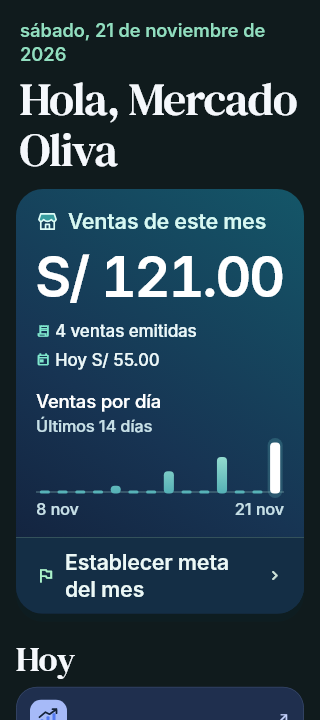 sábado, 21 de noviembre de
2026
Hola, Mercado
Oliva
Ventas de este mes
S/ 121.00
4 ventas emitidas
Hoy S/ 55.00
Ventas por día
Últimos 14 días
8 nov
21 nov
Establecer meta
del mes
Hoy